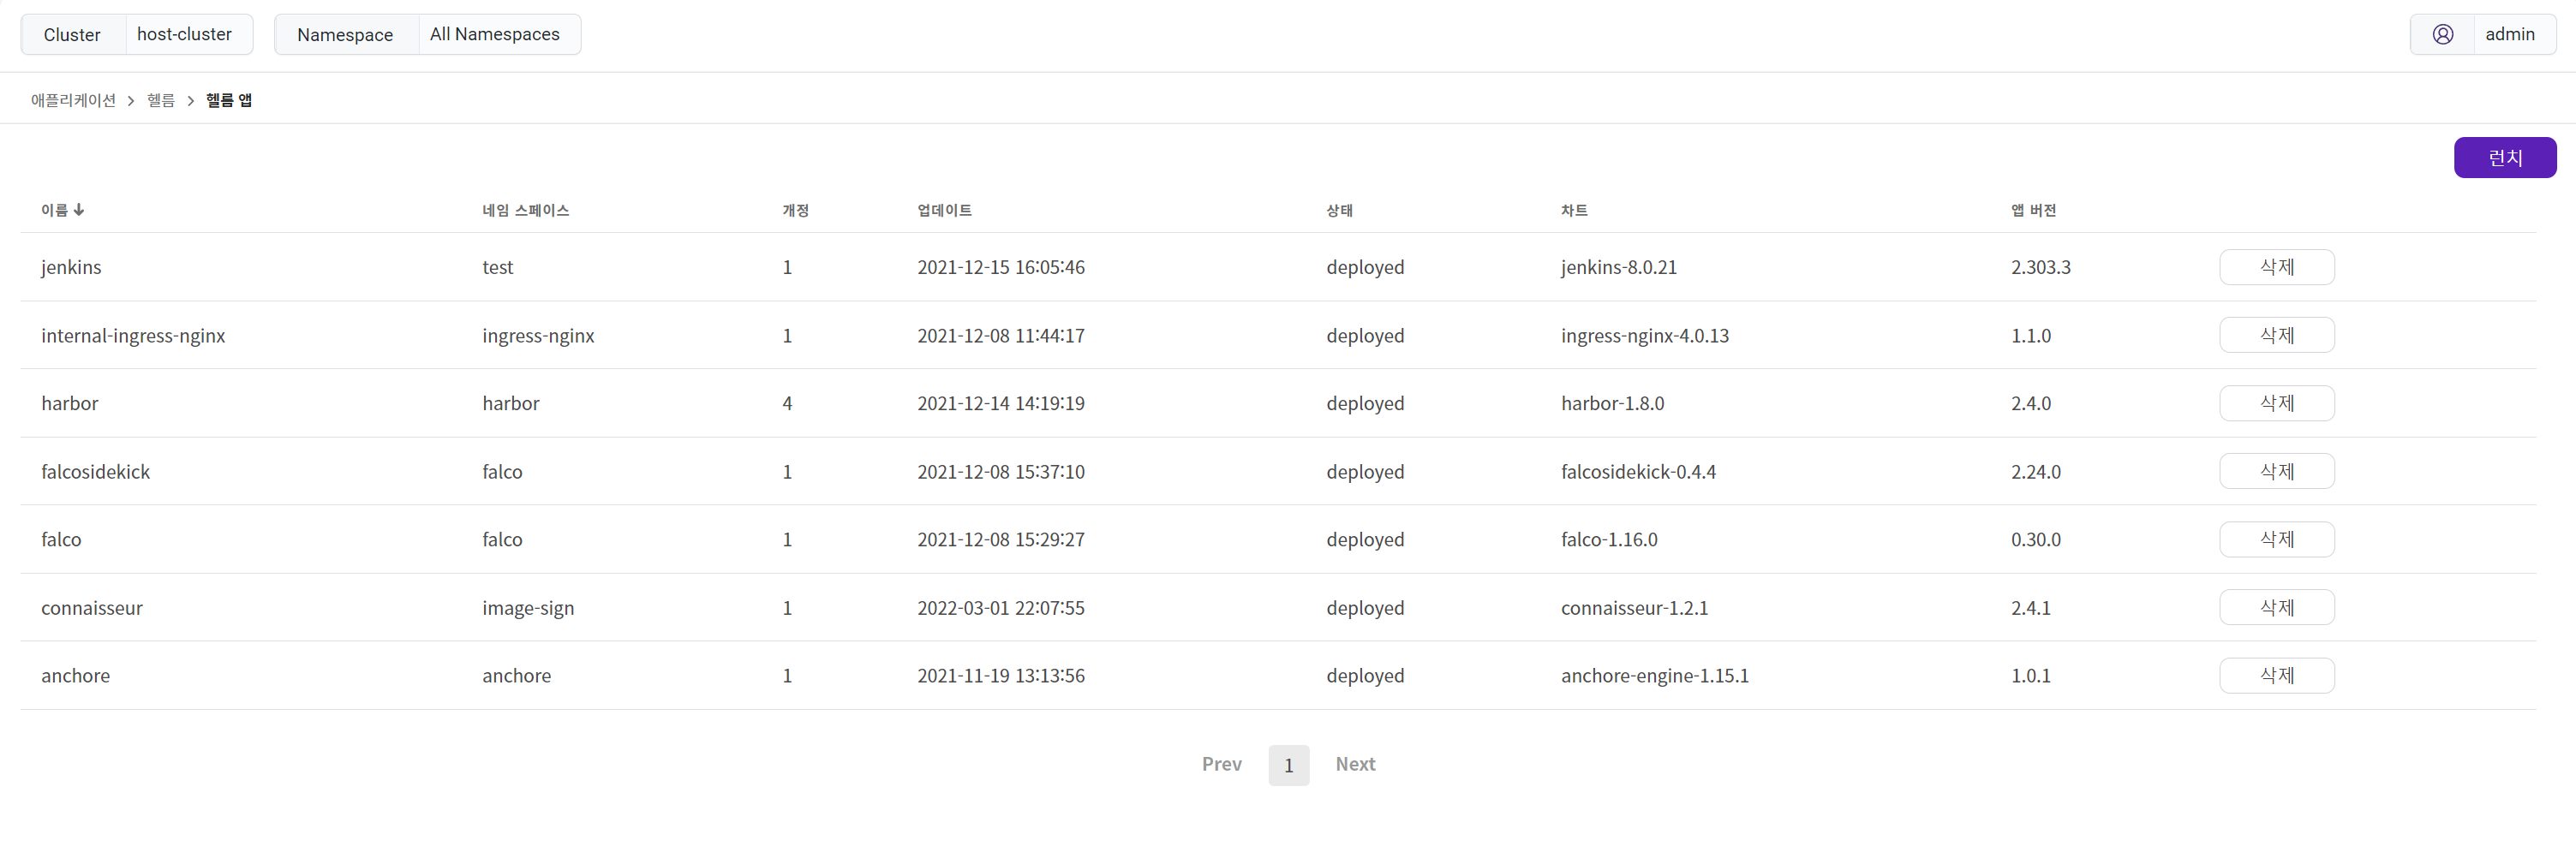 Cluster host-cluster Namespace All Namespaces admin
애플리케이션 > 헬름 > 헬름 앱
런치
이름 네임 스페이스 개정 업데이트 상태 차트 앱 버전
jenkins test 1 2021-12-15 16:05:46 deployed jenkins-8.0.21 2.303.3 삭제
internal-ingress-nginx ingress-nginx 1 2021-12-08 11:44:17 deployed ingress-nginx-4.0.13 1.1.0 삭제
harbor harbor 4 2021-12-14 14:19:19 deployed harbor-1.8.0 2.4.0 삭제
falcosidekick falco 1 2021-12-08 15:37:10 deployed falcosidekick-0.4.4 2.24.0 삭제
falco falco 1 2021-12-08 15:29:27 deployed falco-1.16.0 0.30.0 삭제
connaisseur image-sign 1 2022-03-01 22:07:55 deployed connaisseur-1.2.1 2.4.1 삭제
anchore anchore 1 2021-11-19 13:13:56 deployed anchore-engine-1.15.1 1.0.1 삭제
Prev 1 Next